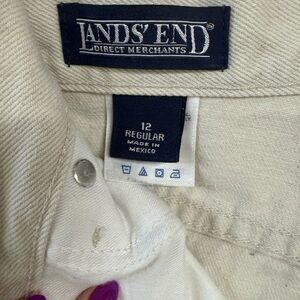 LANDS' END
DIRECT MERCHANTS
12
REGULAR
MADE IN
MEXICO